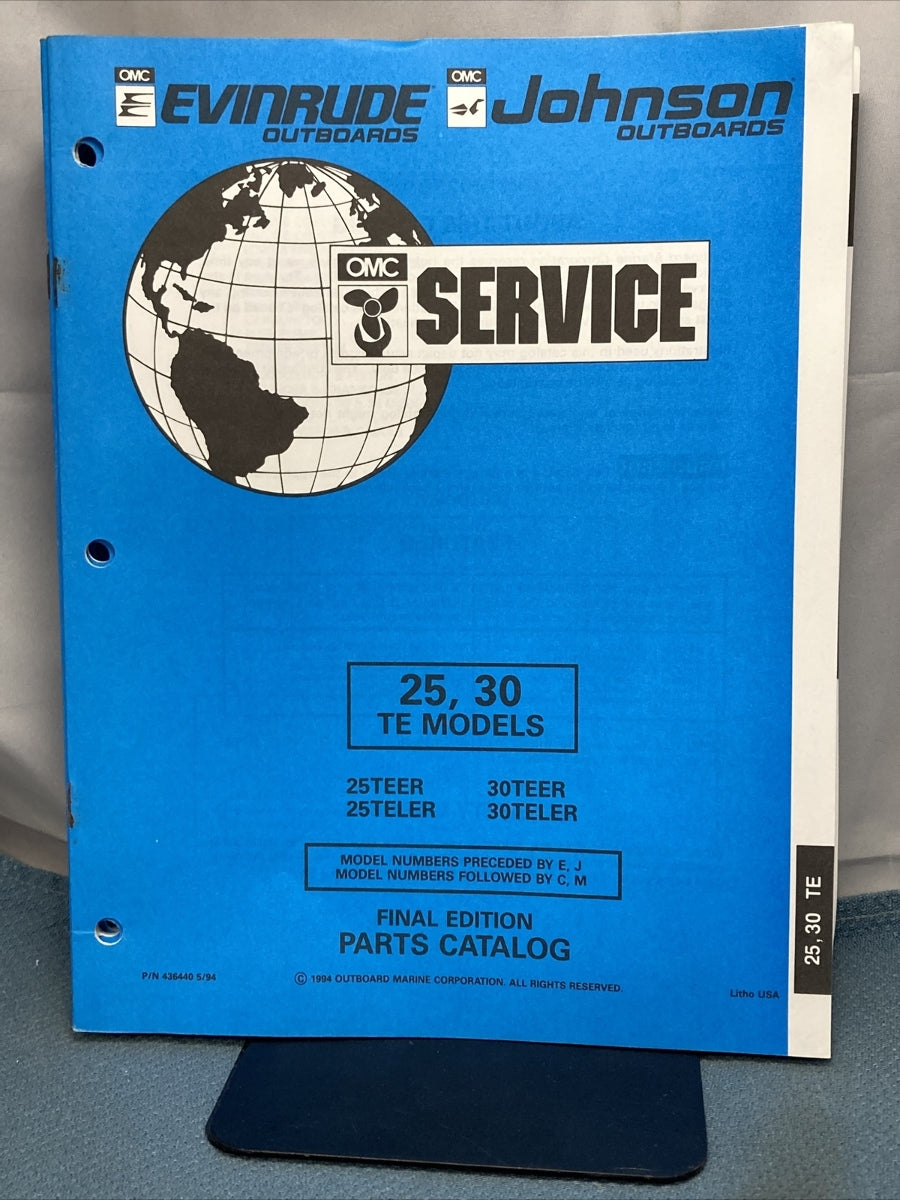 OMC
EVINRUDE
OUTBOARDS
OMC
Johnson
OUTBOARDS
OMC
SERVICE
25, 30
TE MODELS
25TEER 30TEER
25TELER 30TELER
MODEL NUMBERS PRECEDED BY E, J
MODEL NUMBERS FOLLOWED BY C, M
FINAL EDITION
PARTS CATALOG
P/N 436440 5/94
© 1994 OUTBOARD MARINE CORPORATION. ALL RIGHTS RESERVED.
Litho USA
25, 30 TE